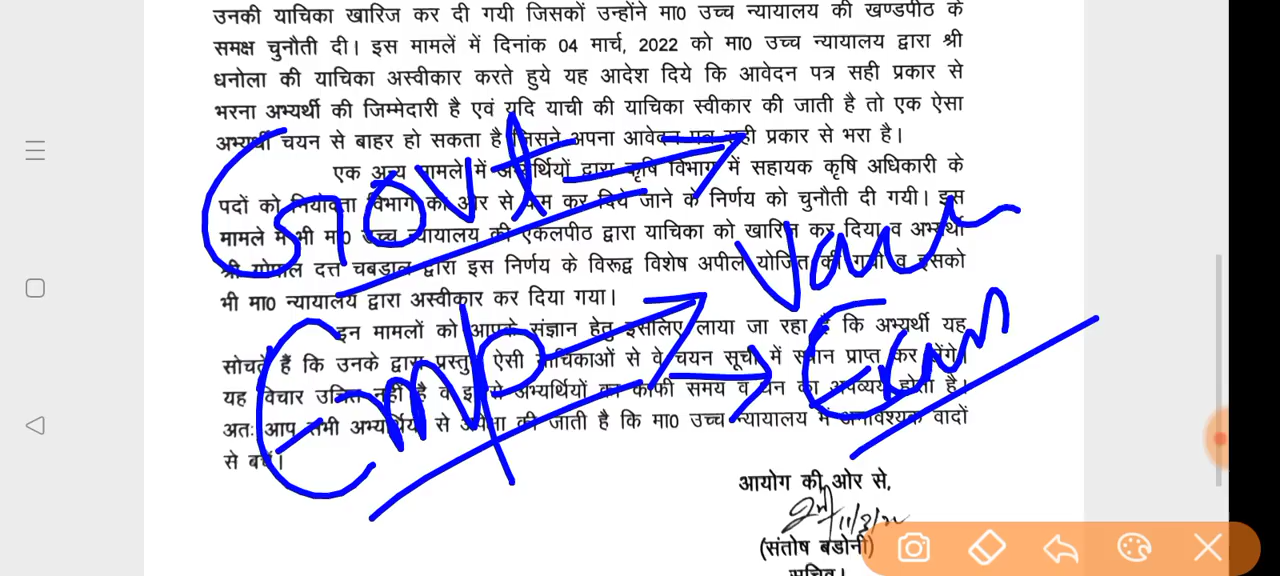 उनकी याचिका खारिज कर दी गयी जिसकों उन्होंने मा0 उच्च न्यायालय की खण्डपीठ के
समक्ष चुनौती दी। इस मामलें में दिनांक 04 मार्च, 2022 को मा0 उच्च न्यायालय द्वारा श्री
धनोला की याचिका अस्वीकार करते हुये यह आदेश दिये कि आवेदन पत्र सही प्रकार से
भरना अभ्यर्थी की जिम्मेदारी है एवं यदि याची की याचिका स्वीकार की जाती है तो एक ऐसा
अभ्यर्थी चयन से बाहर हो सकता है जिसने अपना आवेदन पत्र सही प्रकार से भरा है।
एक अन्य मामले में अभ्यर्थियों द्वारा कृषि विभाग में सहायक कृषि अधिकारी के
पदों को नियोक्ता विभाग की ओर से कम कर दिये जाने के निर्णय को चुनौती दी गयी। इस
मामले में भी मा0 उच्च न्यायालय की एकलपीठ द्वारा याचिका को खारिज कर दिया व अभ्यर्थी
श्री गोपाल दत्त चबडाल द्वारा इस निर्णय के विरूद्व विशेष अपील योजित की गयी व इसको
भी मा0 न्यायालय द्वारा अस्वीकार कर दिया गया।
इन मामलों को आपके संज्ञान हेतु इसलिए लाया जा रहा है कि अभ्यर्थी यह
सोचते हैं कि उनके द्वारा प्रस्तुत ऐसी याचिकाओं से वे चयन सूची में स्थान प्राप्त कर लेंगे।
यह विचार उचित नहीं है व इससे अभ्यर्थियों का काफी समय व धन का अपव्यय होता है।
अतः आप सभी अभ्यर्थियों से अपेक्षा की जाती है कि मा0 उच्च न्यायालय में अनावश्यक वादों
से बचें।
Govt
Emp
Exam
आयोग की ओर से,
11/3/22
(संतोष बडोनी)
सचिव।